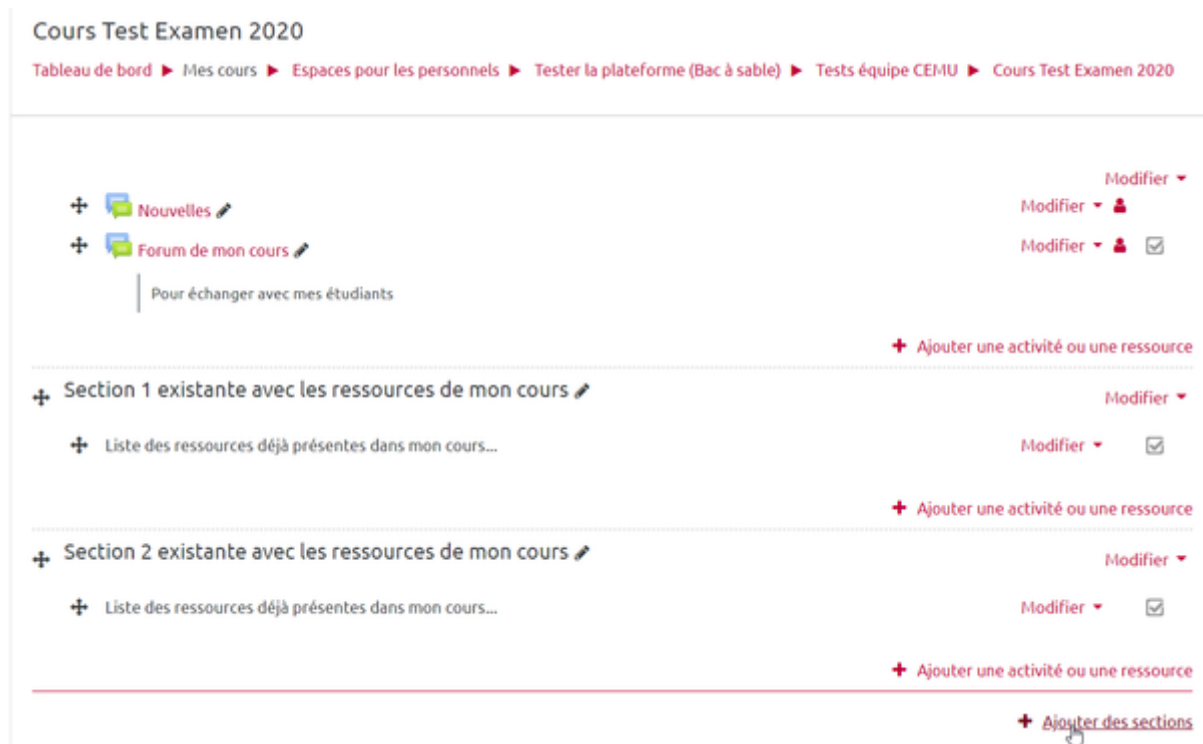 Cours Test Examen 2020
Tableau de bord ▶ Mes cours ▶ Espaces pour les personnels ▶ Tester la plateforme (Bac à sable) ▶ Tests équipe CEMU ▶ Cours Test Examen 2020
Modifier
Nouvelles Modifier
Forum de mon cours Modifier
Pour échanger avec mes étudiants
+ Ajouter une activité ou une ressource
Section 1 existante avec les ressources de mon cours Modifier
Liste des ressources déjà présentes dans mon cours... Modifier
+ Ajouter une activité ou une ressource
Section 2 existante avec les ressources de mon cours Modifier
Liste des ressources déjà présentes dans mon cours... Modifier
+ Ajouter une activité ou une ressource
+ Ajouter des sections